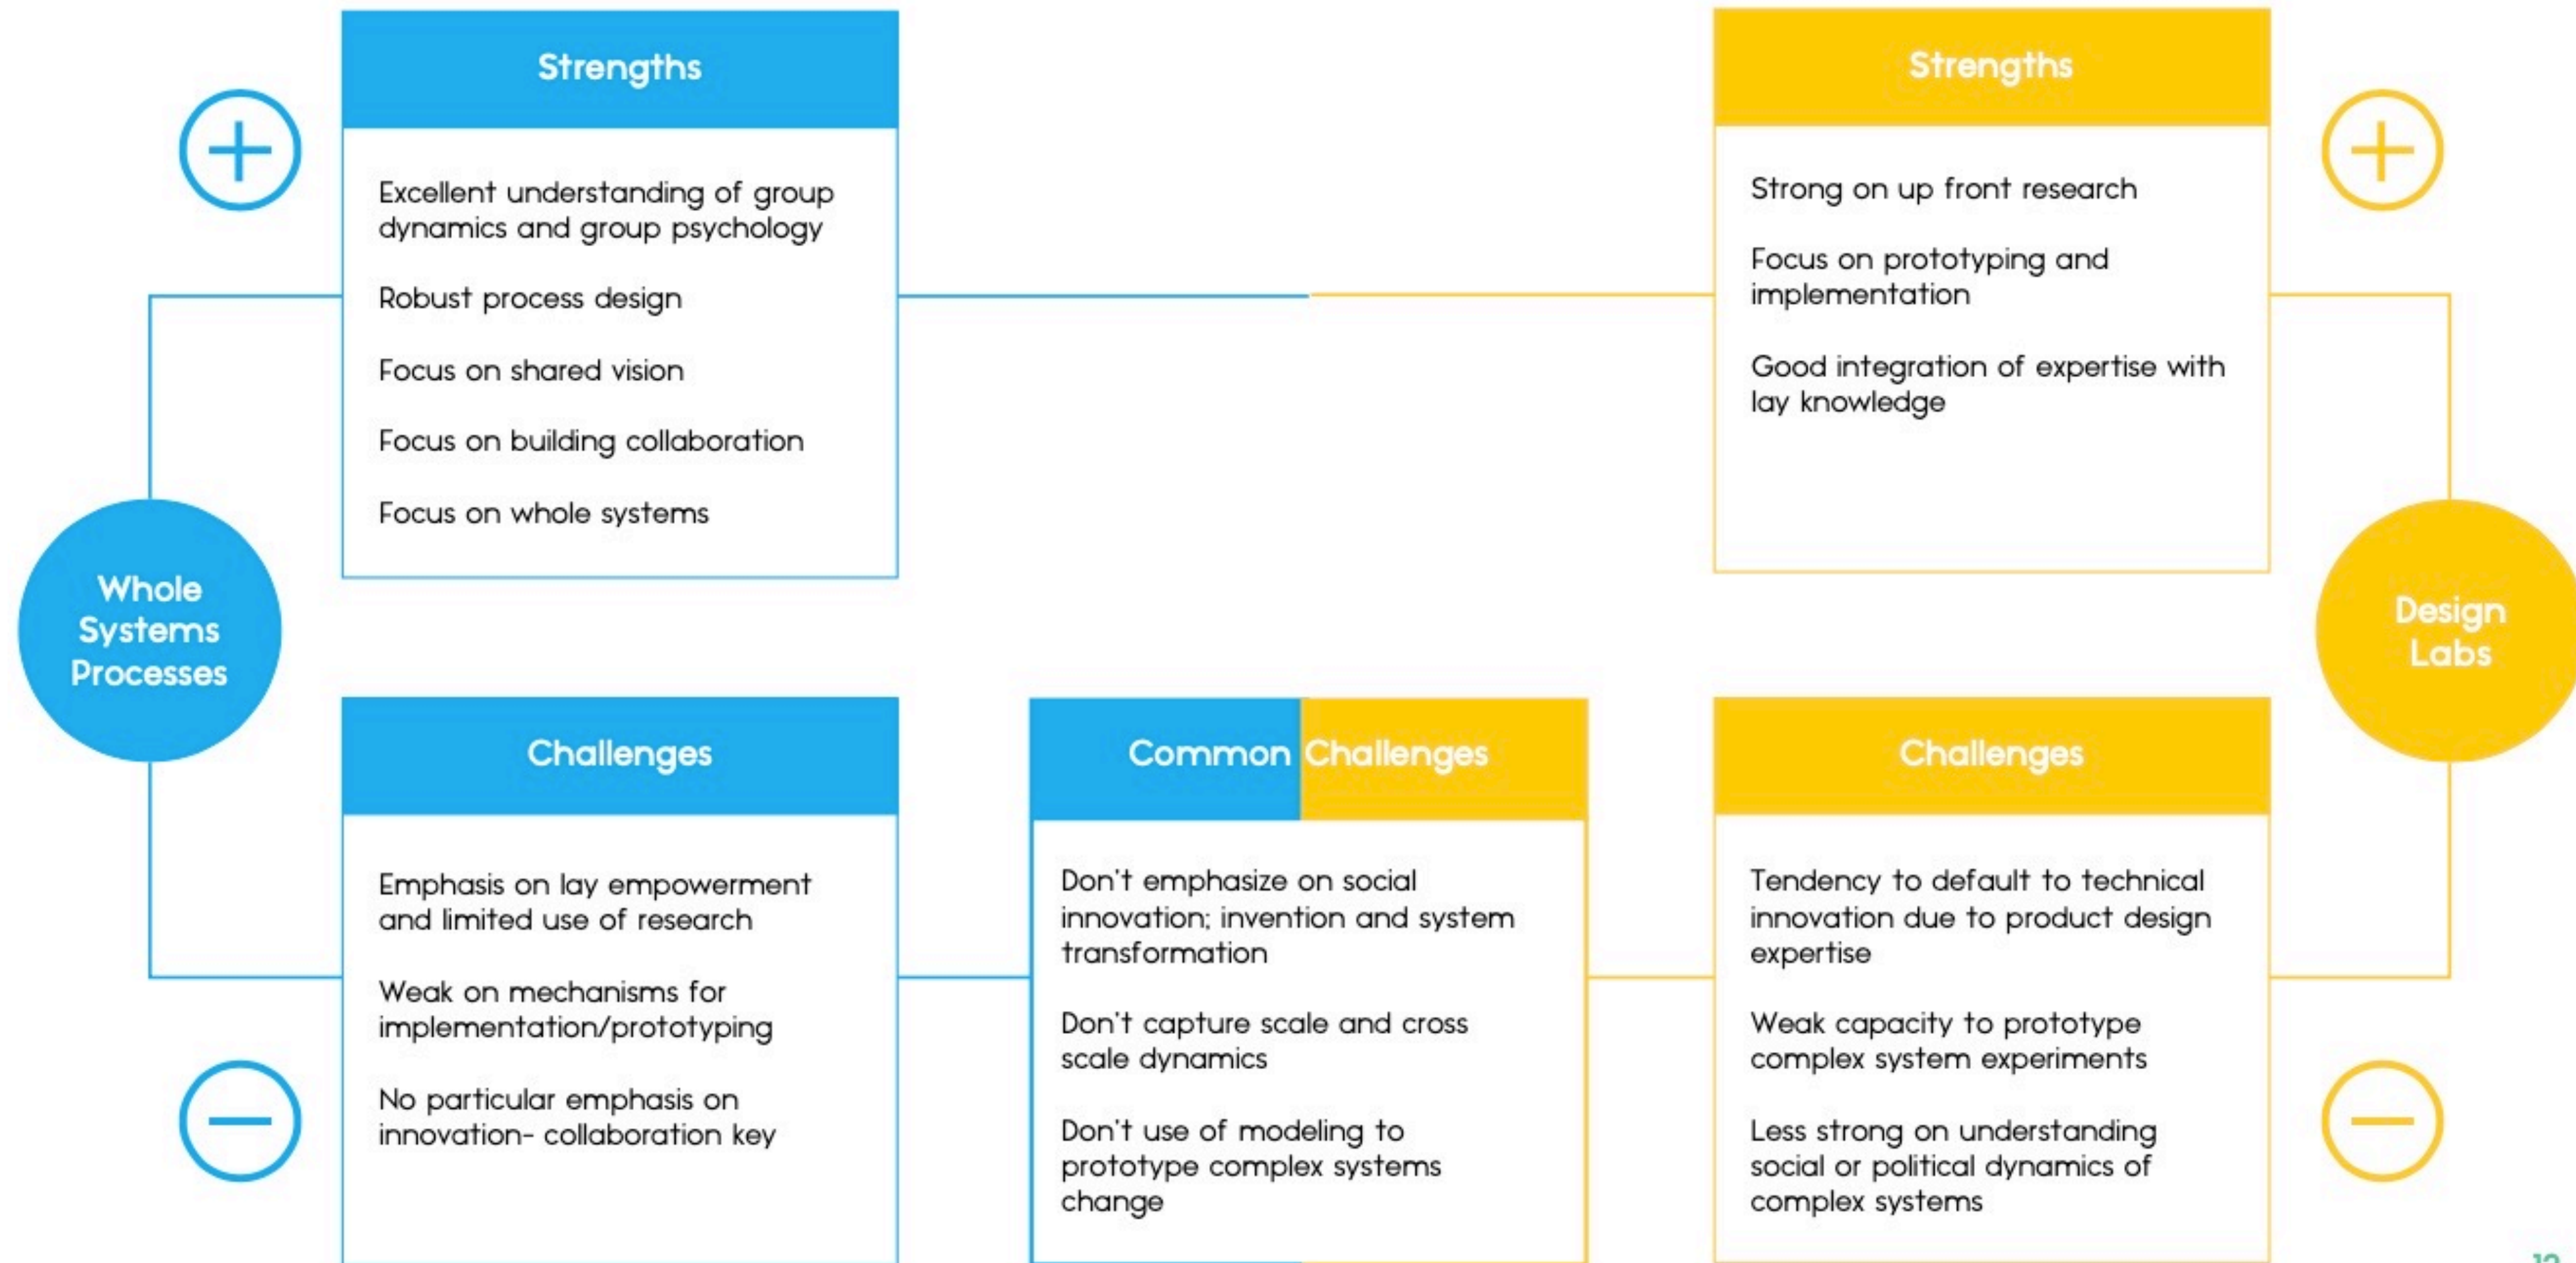 Strengths
Excellent understanding of group
dynamics and group psychology
Robust process design
Focus on shared vision
Focus on building collaboration
Focus on whole systems
Strengths
Strong on up front research
Focus on prototyping and
implementation
Good integration of expertise with
lay knowledge
Whole
Systems
Processes
Design
Labs
Challenges
Emphasis on lay empowerment
and limited use of research
Weak on mechanisms for
implementation/prototyping
No particular emphasis on
innovation- collaboration key
Common Challenges
Don't emphasize on social
innovation; invention and system
transformation
Don't capture scale and cross
scale dynamics
Don't use of modeling to
prototype complex systems
change
Challenges
Tendency to default to technical
innovation due to product design
expertise
Weak capacity to prototype
complex system experiments
Less strong on understanding
social or political dynamics of
complex systems